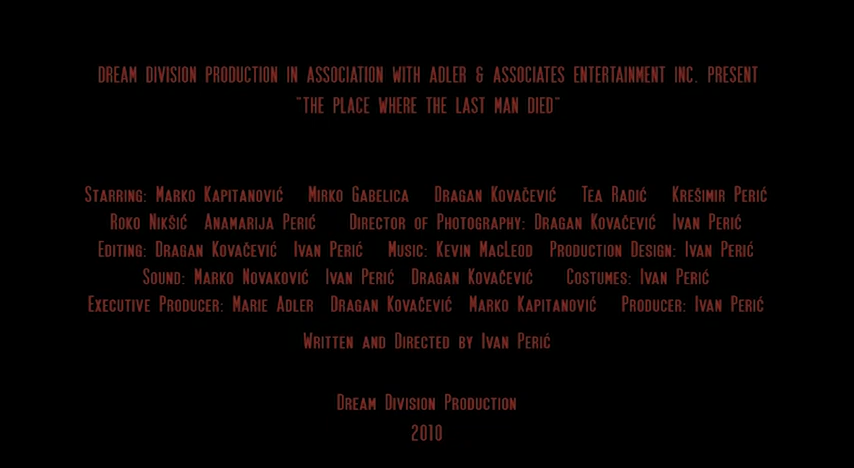 DREAM DIVISION PRODUCTION IN ASSOCIATION WITH ADLER & ASSOCIATES ENTERTAINMENT INC. PRESENT
"THE PLACE WHERE THE LAST MAN DIED"
STARRING: MARKO KAPITANOVIĆ MIRKO GABELICA DRAGAN KOVAČEVIĆ TEA RADIĆ KREŠIMIR PERIĆ
ROKO NIKŠIĆ ANAMARIJA PERIĆ DIRECTOR OF PHOTOGRAPHY: DRAGAN KOVAČEVIĆ IVAN PERIĆ
EDITING: DRAGAN KOVAČEVIĆ IVAN PERIĆ MUSIC: KEVIN MACLEOD PRODUCTION DESIGN: IVAN PERIĆ
SOUND: MARKO NOVAKOVIĆ IVAN PERIĆ DRAGAN KOVAČEVIĆ COSTUMES: IVAN PERIĆ
EXECUTIVE PRODUCER: MARIE ADLER DRAGAN KOVAČEVIĆ MARKO KAPITANOVIĆ PRODUCER: IVAN PERIĆ
WRITTEN AND DIRECTED BY IVAN PERIĆ
DREAM DIVISION PRODUCTION
2010